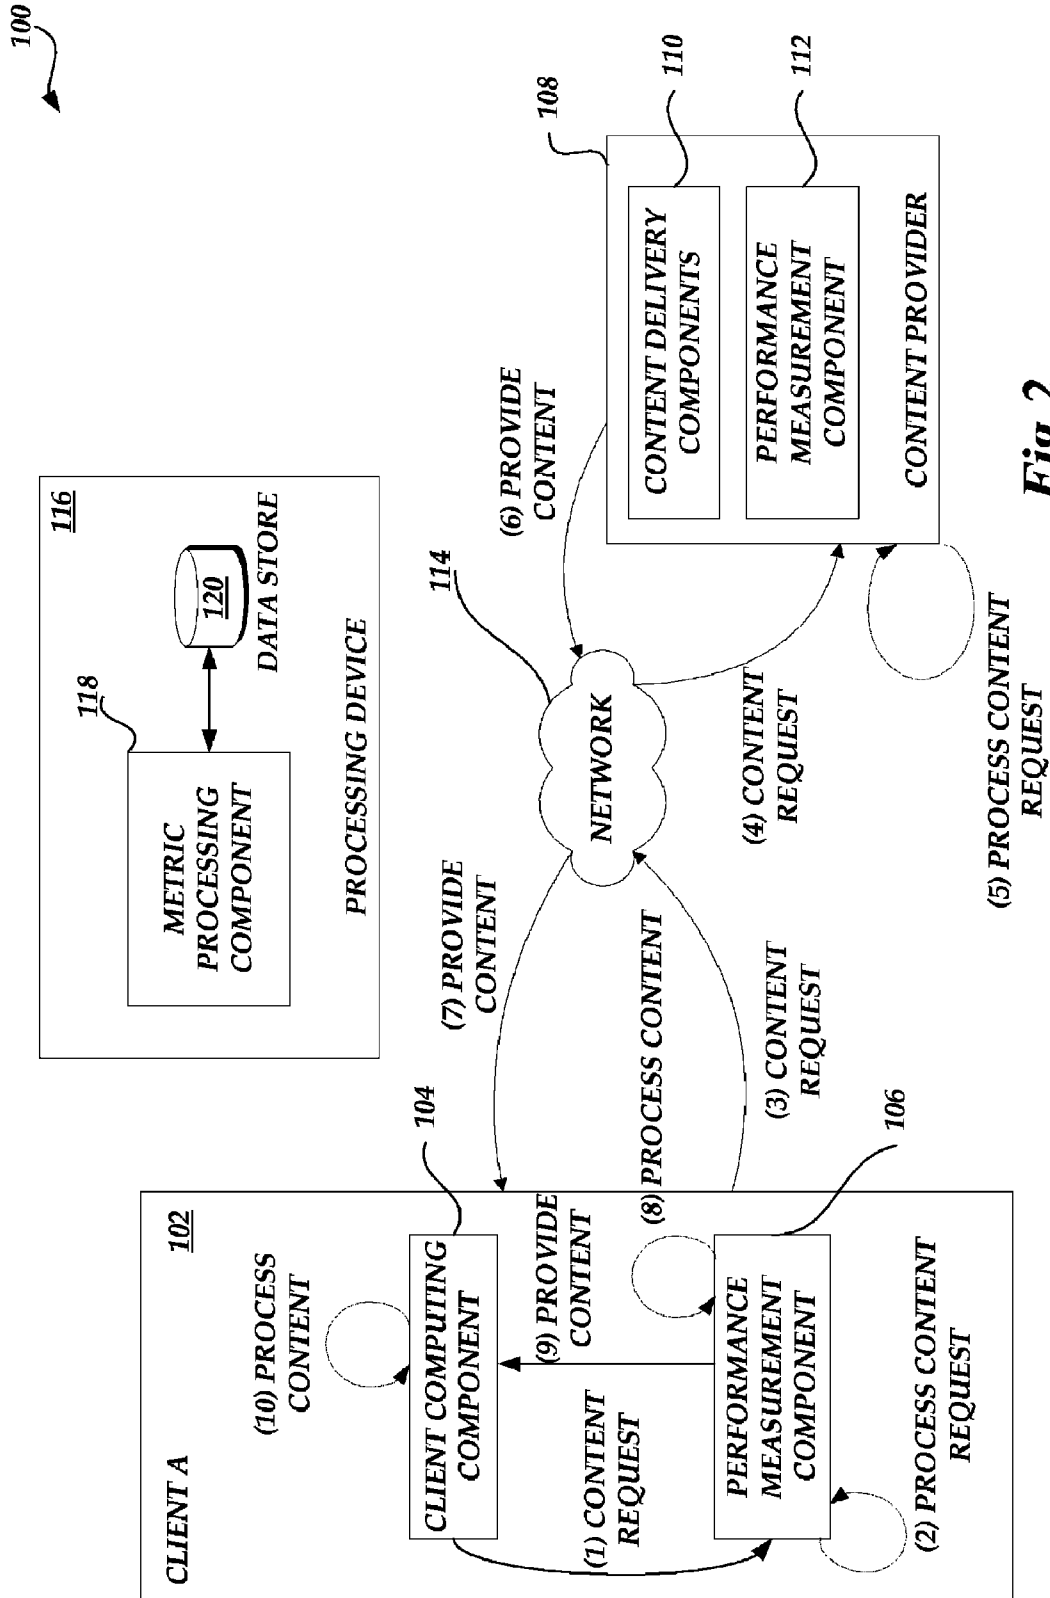 100
116
118
METRIC
PROCESSING
COMPONENT
120
DATA STORE
PROCESSING DEVICE
CLIENT A
102
(10) PROCESS
CONTENT
104
CLIENT COMPUTING
COMPONENT
(1) CONTENT
REQUEST
(9) PROVIDE
CONTENT
(8) PROCESS CONTENT
PERFORMANCE
MEASUREMENT
COMPONENT
106
(2) PROCESS CONTENT
REQUEST
(7) PROVIDE
CONTENT
(3) CONTENT
REQUEST
114
NETWORK
(6) PROVIDE
CONTENT
(4) CONTENT
REQUEST
108
110
CONTENT DELIVERY
COMPONENTS
112
PERFORMANCE
MEASUREMENT
COMPONENT
CONTENT PROVIDER
(5) PROCESS CONTENT
REQUEST
Fig. 2